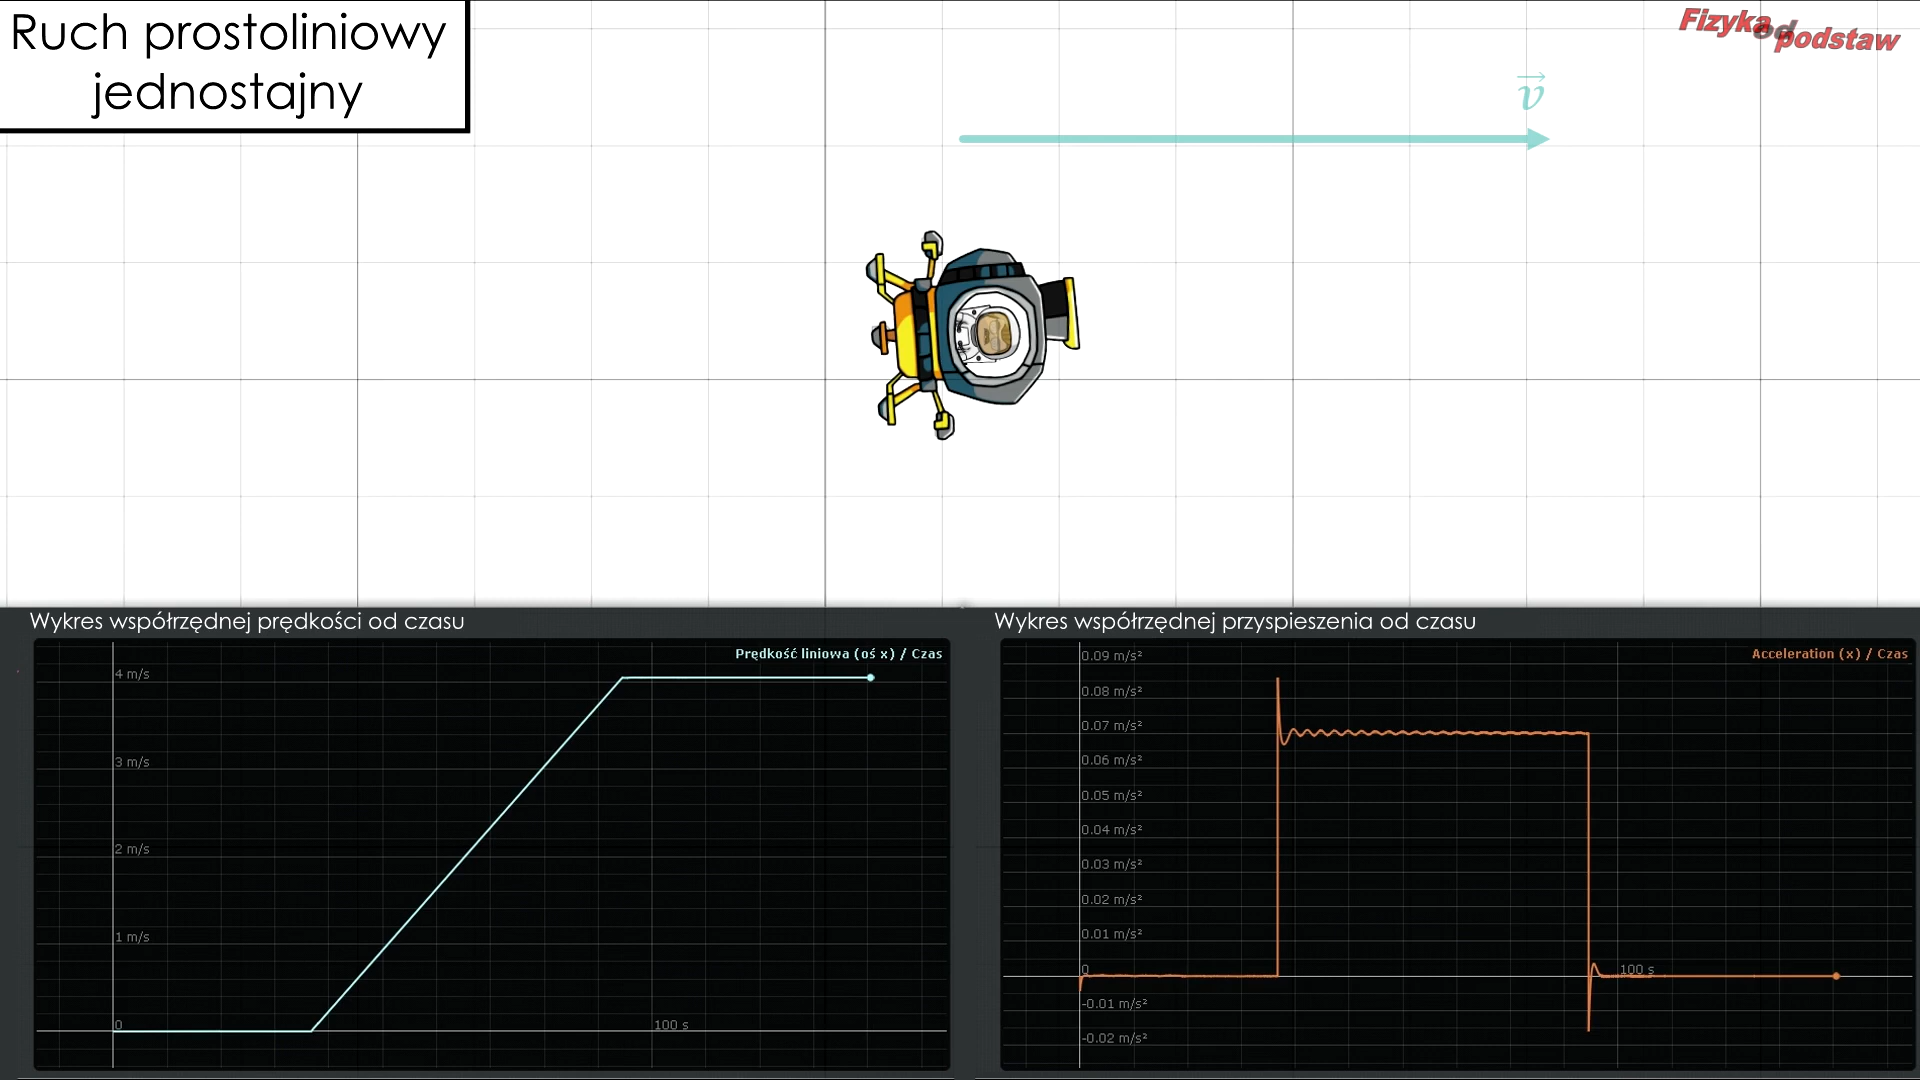 Ruch prostoliniowy
jednostajny
Fizyka od podstaw
v
Wykres współrzędnej prędkości od czasu
Prędkość liniowa (oś x) / Czas
4 m/s
3 m/s
2 m/s
1 m/s
0
100 s
Wykres współrzędnej przyspieszenia od czasu
Acceleration (x) / Czas
0.09 m/s²
0.08 m/s²
0.07 m/s²
0.06 m/s²
0.05 m/s²
0.04 m/s²
0.03 m/s²
0.02 m/s²
0.01 m/s²
0
100 s
-0.01 m/s²
-0.02 m/s²